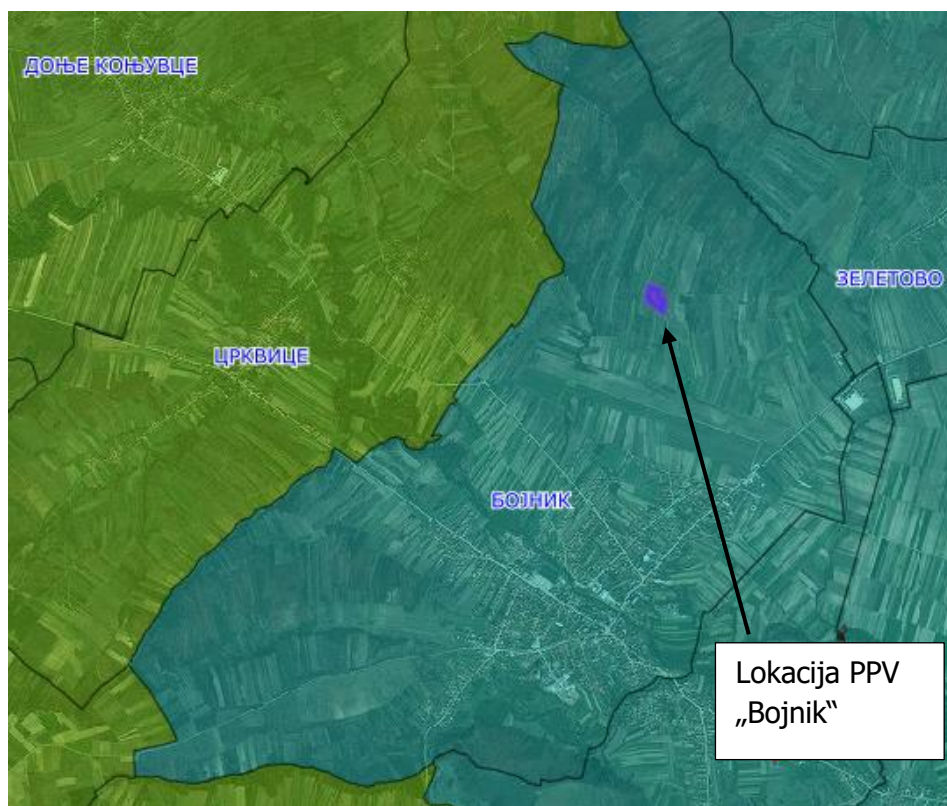 ДОЊЕ КОЊУВЦЕ
ЗЕЛЕТОВО
ЦРКВИЦЕ
БОЈНИК
Lokacija PPV
„Bojnik“